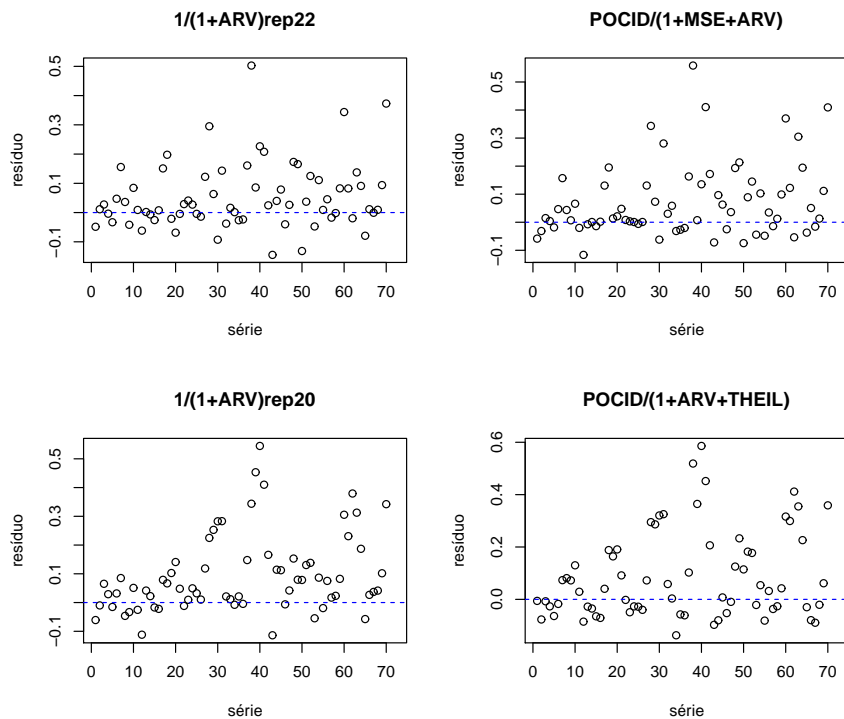 1/(1+ARV)rep22
resíduo
0.5
0.3
0.1
−0.1
0 10 20 30 40 50 60 70
série
POCID/(1+MSE+ARV)
resíduo
0.5
0.3
0.1
−0.1
0 10 20 30 40 50 60 70
série
1/(1+ARV)rep20
resíduo
0.5
0.3
0.1
−0.1
0 10 20 30 40 50 60 70
série
POCID/(1+ARV+THEIL)
resíduo
0.6
0.4
0.2
0.0
0 10 20 30 40 50 60 70
série